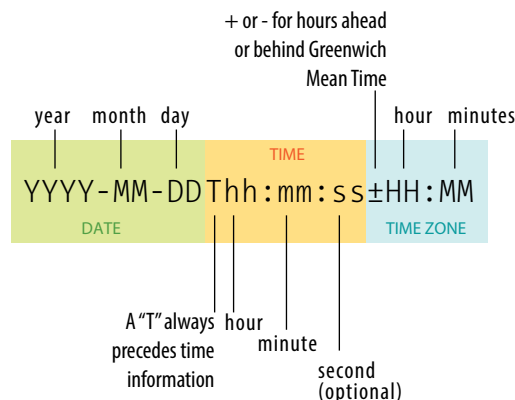 + or - for hours ahead
or behind Greenwich
Mean Time
year month day
hour minutes
TIME
YYYY-MM-DDThh:mm:ss±HH:MM
DATE
TIME ZONE
A “T” always
precedes time
information
hour
minute
second
(optional)